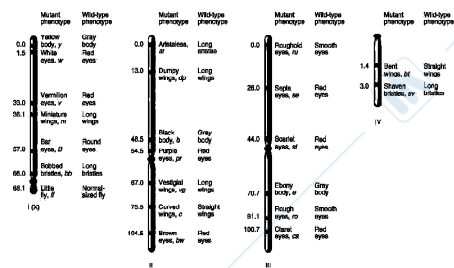 Mutant Wild-type
phenotype phenotype
0.0 Yellow Gray
body, y body
1.5 White Red
eyes, w eyes
33.0 Vermilion Red
eyes, v eyes
36.1 Miniature Long
wings, m wings
57.0 Bar Round
eyes, B eyes
66.0 Bobbed Long
bristles, bb bristles
68.1 Little Normal-
fly, lf sized fly
I (X)
Mutant Wild-type
phenotype phenotype
0.0 Aristaless, Long
al aristae
13.0 Dumpy Long
wings, dp wings
48.5 Black Gray
body, b body
54.5 Purple Red
eyes, pr eyes
67.0 Vestigial Long
wings, vg wings
75.5 Curved Straight
wings, c wings
104.5 Brown Red
eyes, bw eyes
II
Mutant Wild-type
phenotype phenotype
0.0 Roughoid Smooth
eyes, ru eyes
26.0 Sepia Red
eyes, se eyes
44.0 Scarlet Red
eyes, st eyes
70.7 Ebony Gray
body, e body
91.1 Rough Smooth
eyes, ro eyes
100.7 Claret Red
eyes, ca eyes
III
Mutant Wild-type
phenotype phenotype
1.4 Bent Straight
wings, bt wings
3.0 Shaven Long
bristles, sv bristles
IV